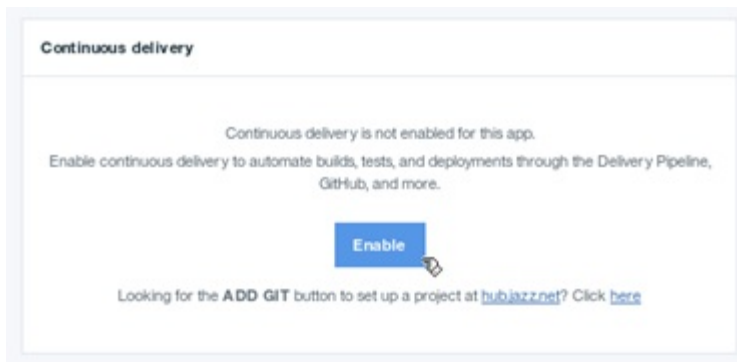 Continuous delivery
Continuous delivery is not enabled for this app.
Enable continuous delivery to automate builds, tests, and deployments through the Delivery Pipeline,
GitHub, and more.
Enable
Looking for the ADD GIT button to set up a project at hub.jazz.net? Click here